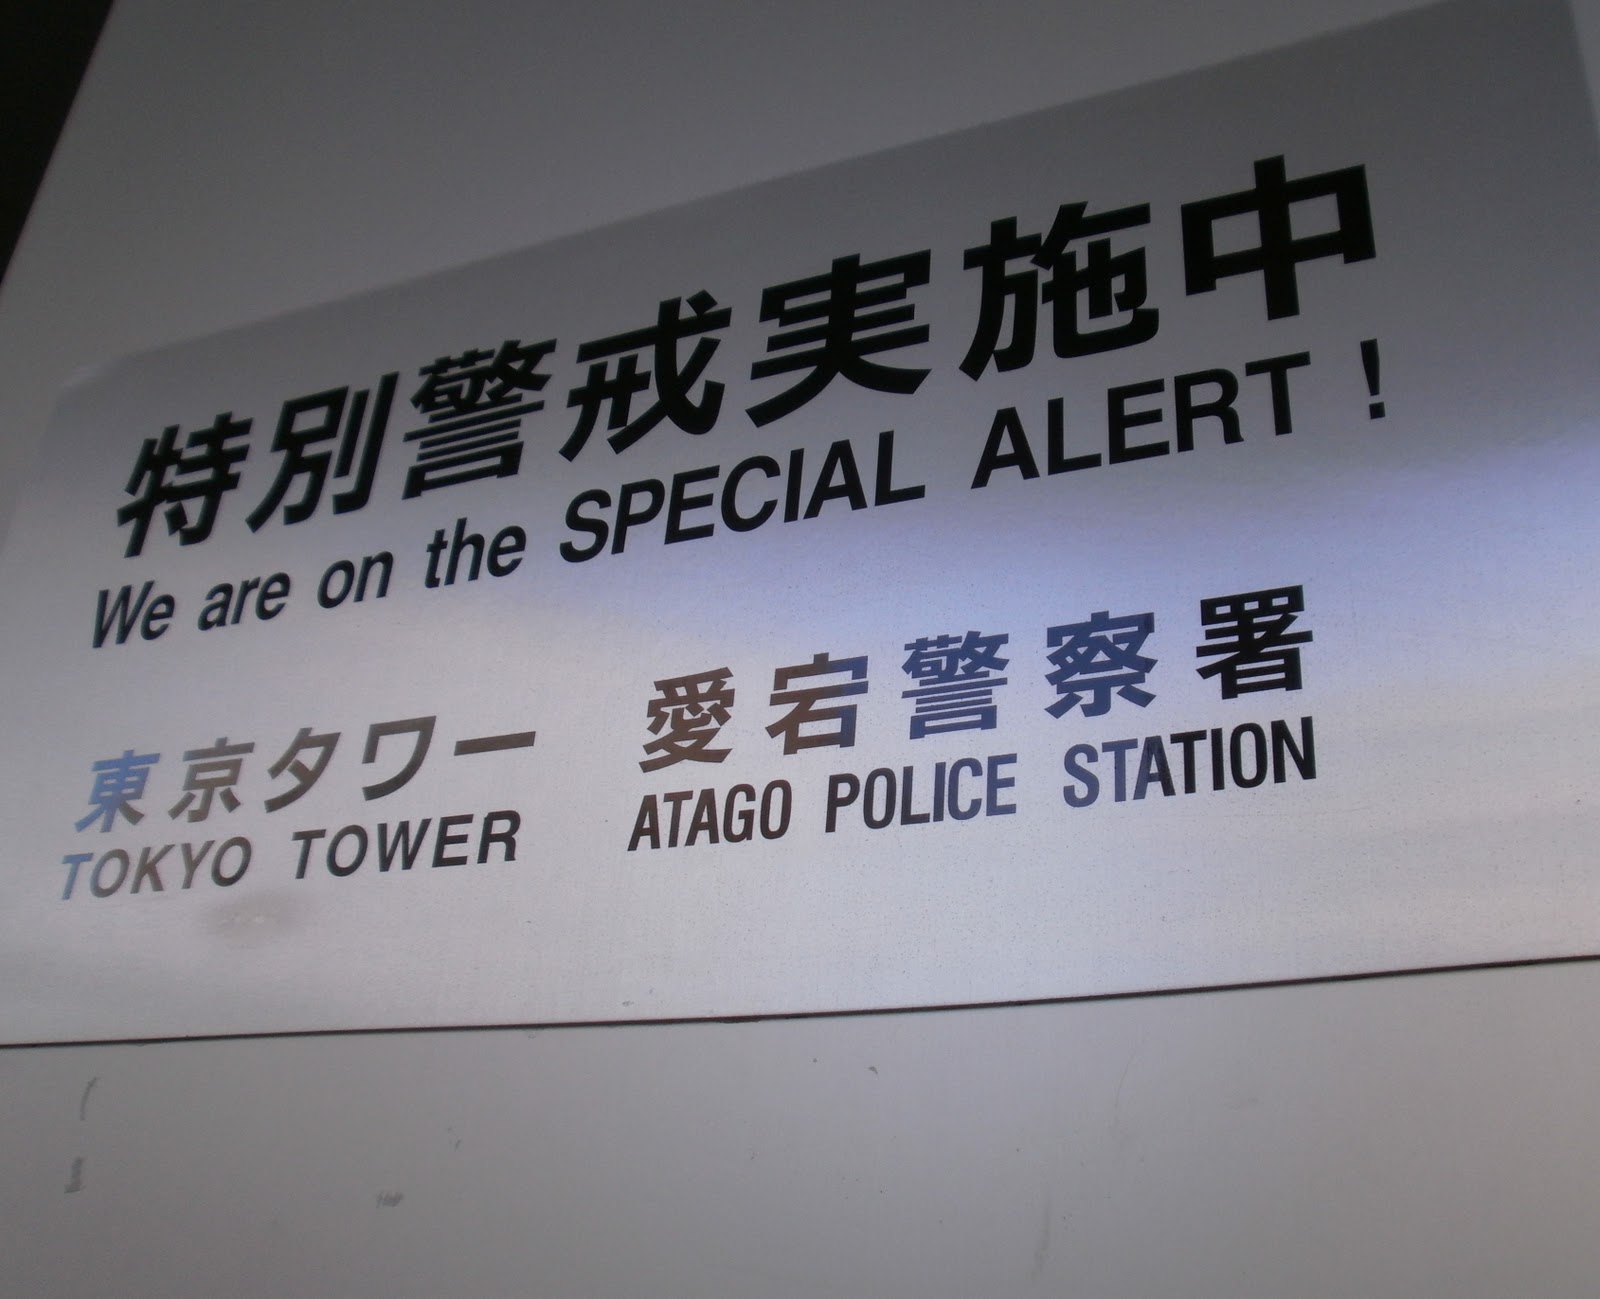 特別警戒実施中
We are on the SPECIAL ALERT!
東京タワー 愛宕警察署
TOKYO TOWER ATAGO POLICE STATION